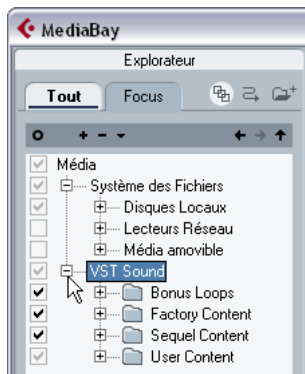 MediaBay
Explorateur
Tout Focus
Média
Système des Fichiers
Disques Locaux
Lecteurs Réseau
Média amovible
VST Sound
Bonus Loops
Factory Content
Sequel Content
User Content